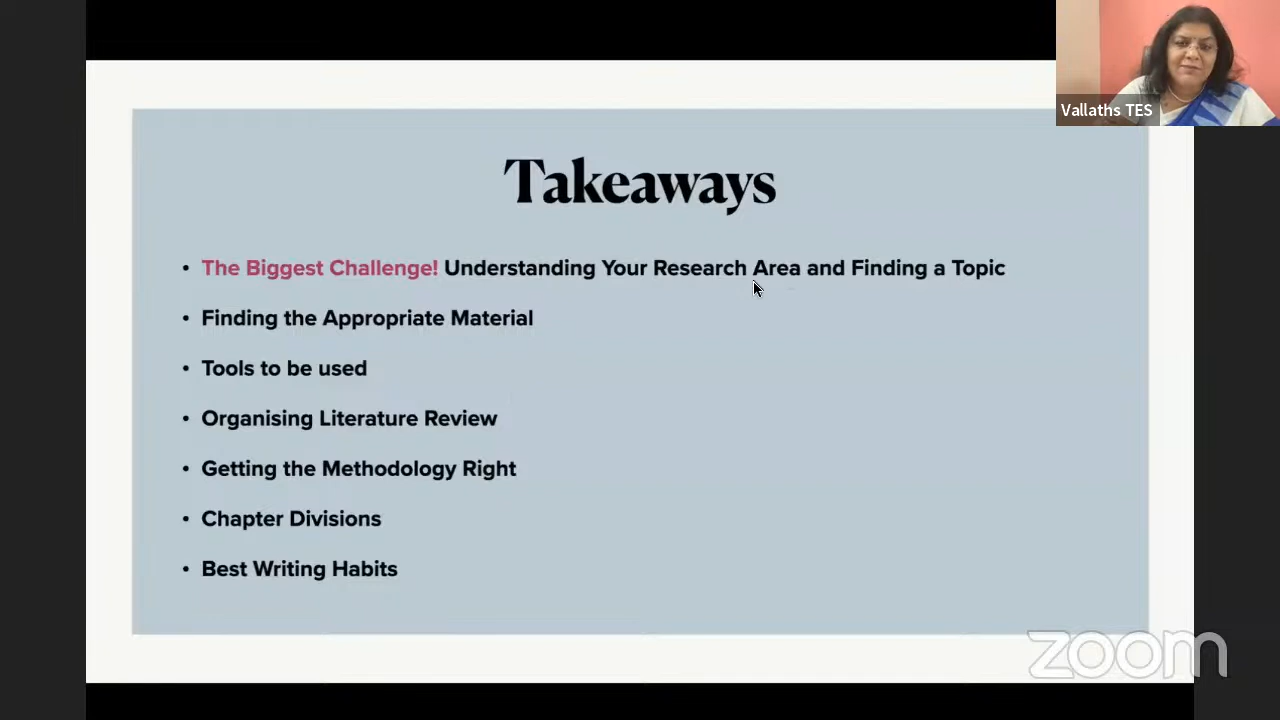 Vallaths TES
Takeaways
• The Biggest Challenge! Understanding Your Research Area and Finding a Topic
• Finding the Appropriate Material
• Tools to be used
• Organising Literature Review
• Getting the Methodology Right
• Chapter Divisions
• Best Writing Habits
zoom